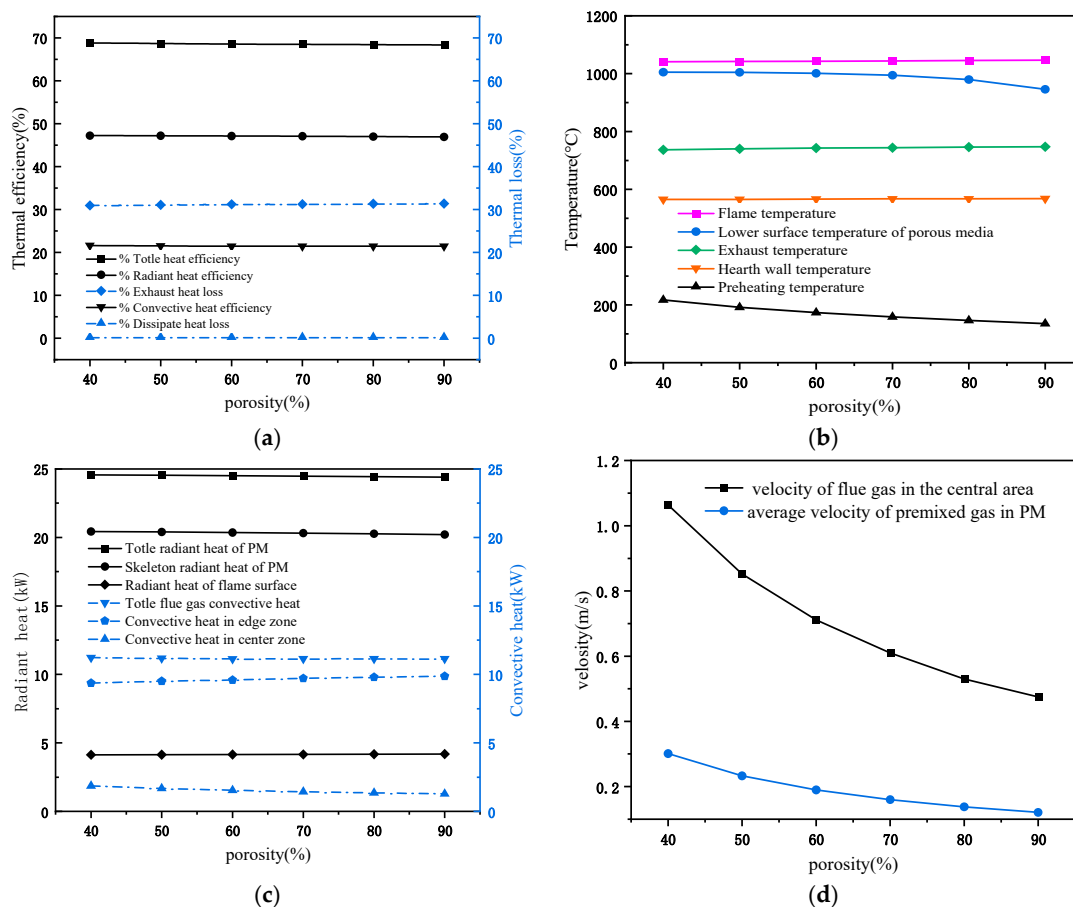 70
60
50
40
30
20
10
0
Thermal efficiency(%)
% Totle heat efficiency
% Radiant heat efficiency
% Exhaust heat loss
% Convective heat efficiency
% Dissipate heat loss
70
60
50
40
30
20
10
0
Thermal loss(%)
40 50 60 70 80 90
porosity(%)
(a)
1200
1000
800
600
400
200
0
Temperature(°C)
Flame temperature
Lower surface temperature of porous media
Exhaust temperature
Hearth wall temperature
Preheating temperature
40 50 60 70 80 90
porosity(%)
(b)
25
20
15
10
5
0
Radiant heat(kW)
Totle radiant heat of PM
Skeleton radiant heat of PM
Radiant heat of flame surface
Totle flue gas convective heat
Convective heat in edge zone
Convective heat in center zone
25
20
15
10
5
0
Convective heat(kW)
40 50 60 70 80 90
porosity(%)
(c)
1.2
1.0
0.8
0.6
0.4
0.2
velosity(m/s)
velocity of flue gas in the central area
average velocity of premixed gas in PM
40 50 60 70 80 90
porosity(%)
(d)